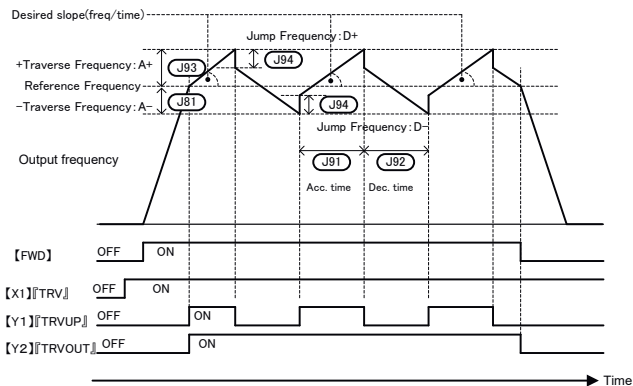 Desired slope(freq/time)
Jump Frequency:D+
J94
+Traverse Frequency:A+
J93
Reference Frequency
J81
-Traverse Frequency:A-
J94
Jump Frequency:D-
Output frequency
J91
J92
Acc. time
Dec. time
【FWD】 OFF ON
【X1】『TRV』 OFF ON
【Y1】『TRVUP』 OFF ON
【Y2】『TRVOUT』 OFF ON
Time